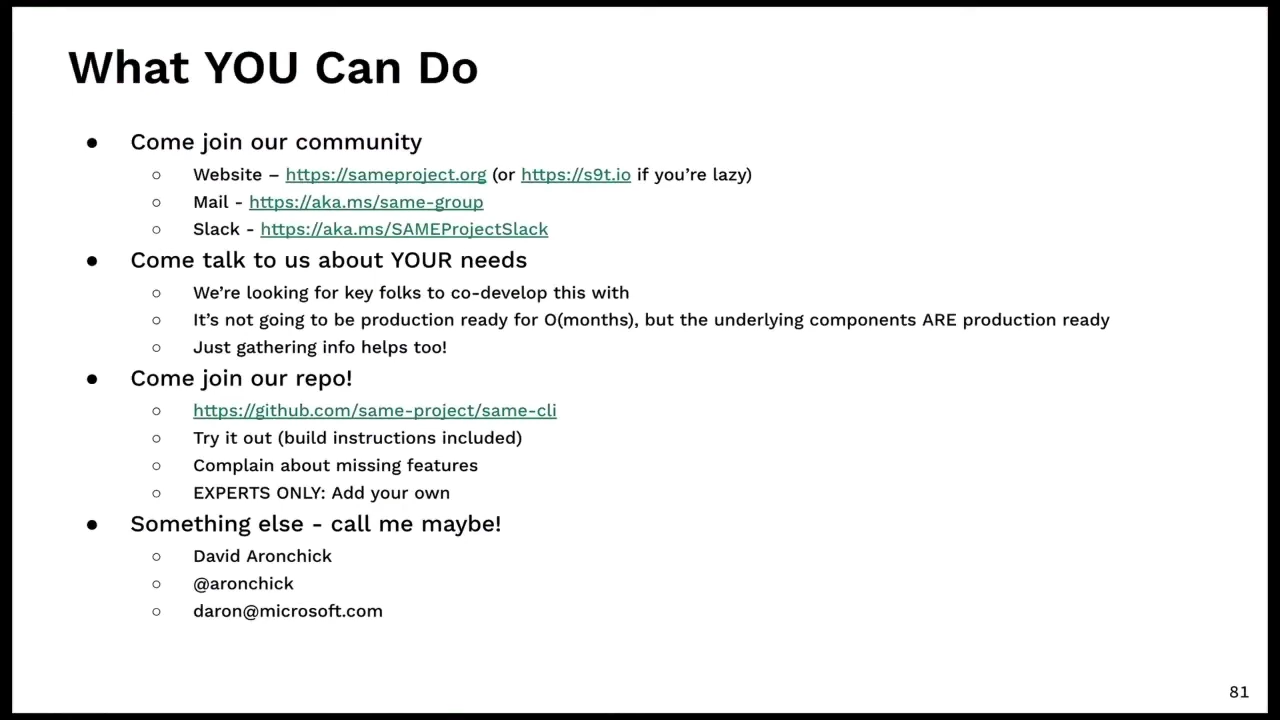 What YOU Can Do
● Come join our community
○ Website – https://sameproject.org (or https://s9t.io if you’re lazy)
○ Mail - https://aka.ms/same-group
○ Slack - https://aka.ms/SAMEProjectSlack
● Come talk to us about YOUR needs
○ We’re looking for key folks to co-develop this with
○ It’s not going to be production ready for O(months), but the underlying components ARE production ready
○ Just gathering info helps too!
● Come join our repo!
○ https://github.com/same-project/same-cli
○ Try it out (build instructions included)
○ Complain about missing features
○ EXPERTS ONLY: Add your own
● Something else - call me maybe!
○ David Aronchick
○ @aronchick
○ daron@microsoft.com
81